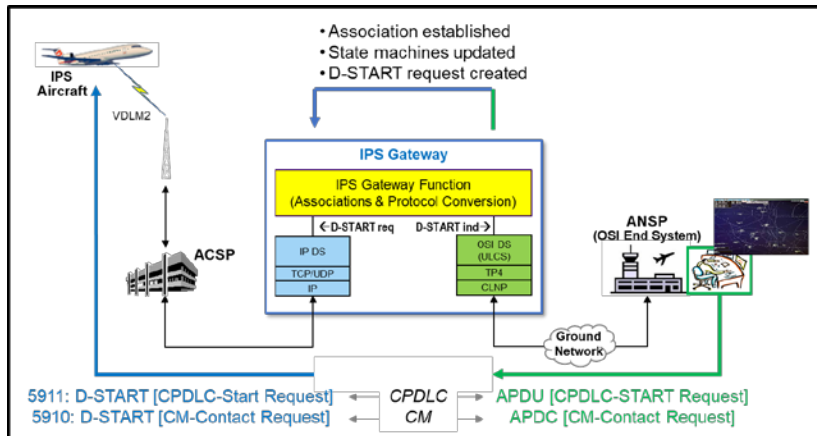 • Association established
• State machines updated
• D-START request created
IPS
Aircraft
VDLM2
IPS Gateway
IPS Gateway Function
(Associations & Protocol Conversion)
←D-START req D-START ind→
ACSP
IP DS
TCP/UDP
IP
OSI DS
(ULCS)
TP4
CLNP
ANSP
(OSI End System)
Ground
Network
5911: D-START [CPDLC-Start Request] CPDLC APDU [CPDLC-START Request]
5910: D-START [CM-Contact Request] CM APDC [CM-Contact Request]